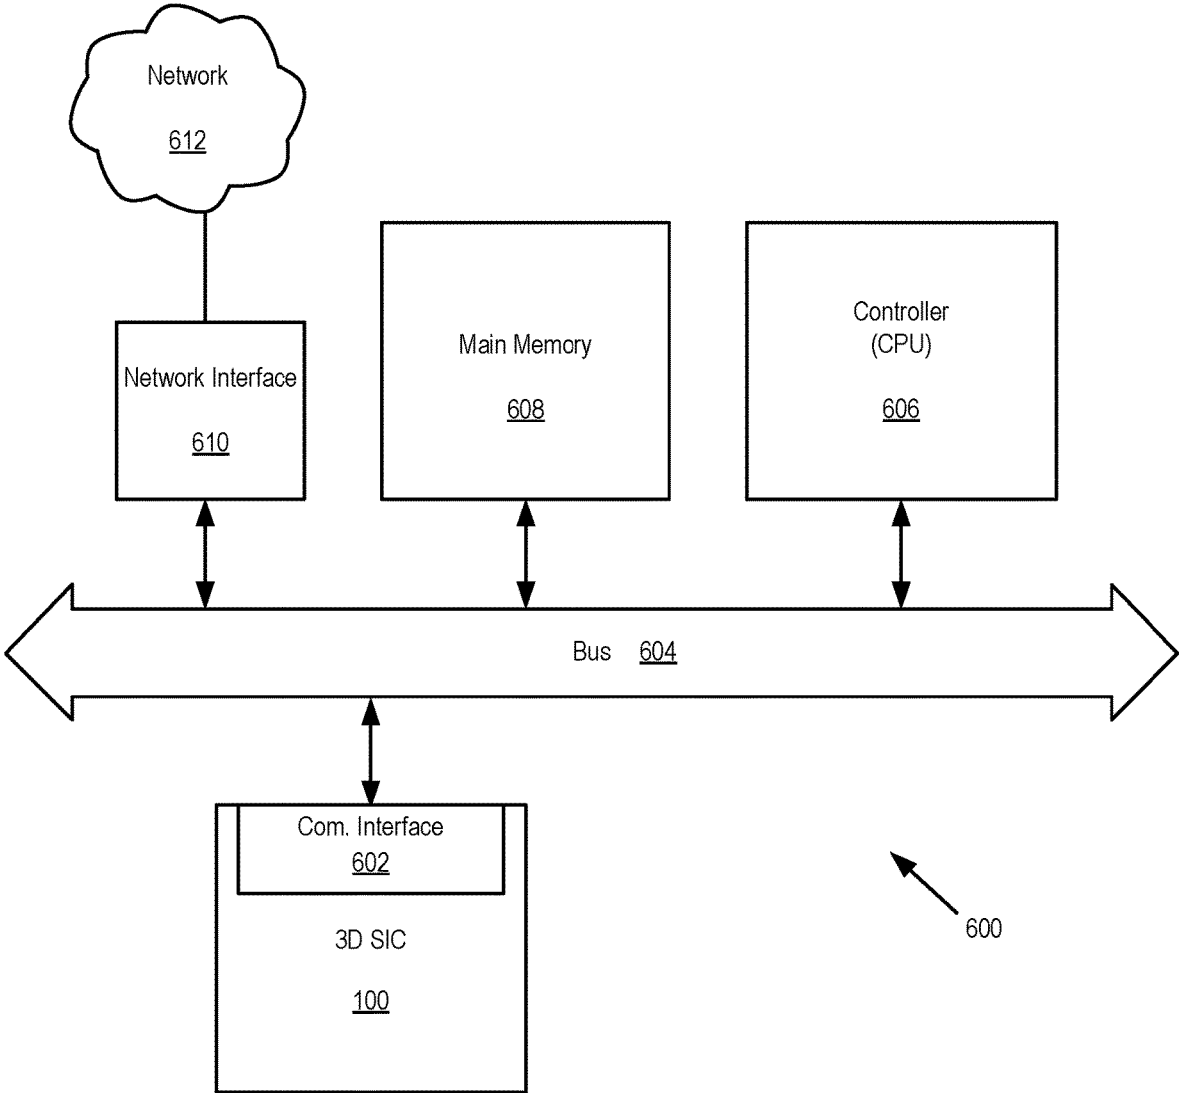 Network
612
Network Interface
610
Main Memory
608
Controller
(CPU)
606
Bus 604
Com. Interface
602
3D SIC
100
600